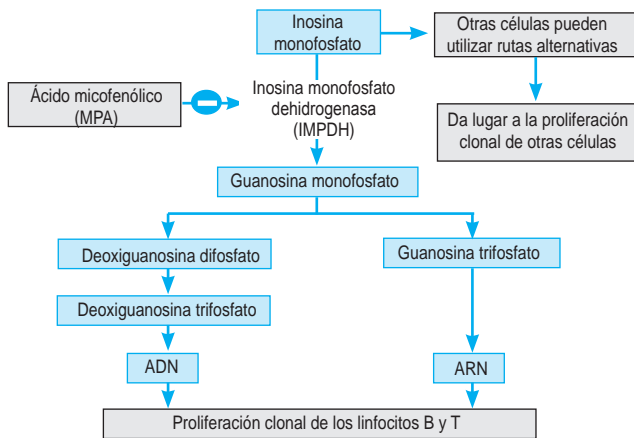 Inosina
monofosfato
Otras células pueden
utilizar rutas alternativas
Ácido micofenólico
(MPA)
Inosina monofosfato
dehidrogenasa
(IMPDH)
Da lugar a la proliferación
clonal de otras células
Guanosina monofosfato
Deoxiguanosina difosfato
Guanosina trifosfato
Deoxiguanosina trifosfato
ADN
ARN
Proliferación clonal de los linfocitos B y T